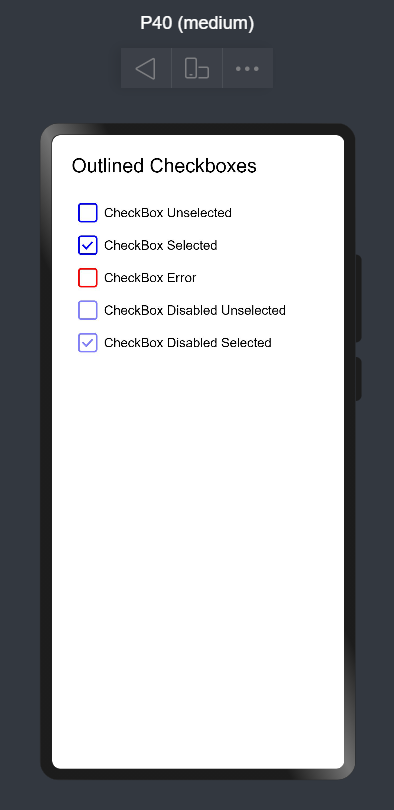 P40 (medium)
Outlined Checkboxes
CheckBox Unselected
CheckBox Selected
CheckBox Error
CheckBox Disabled Unselected
CheckBox Disabled Selected